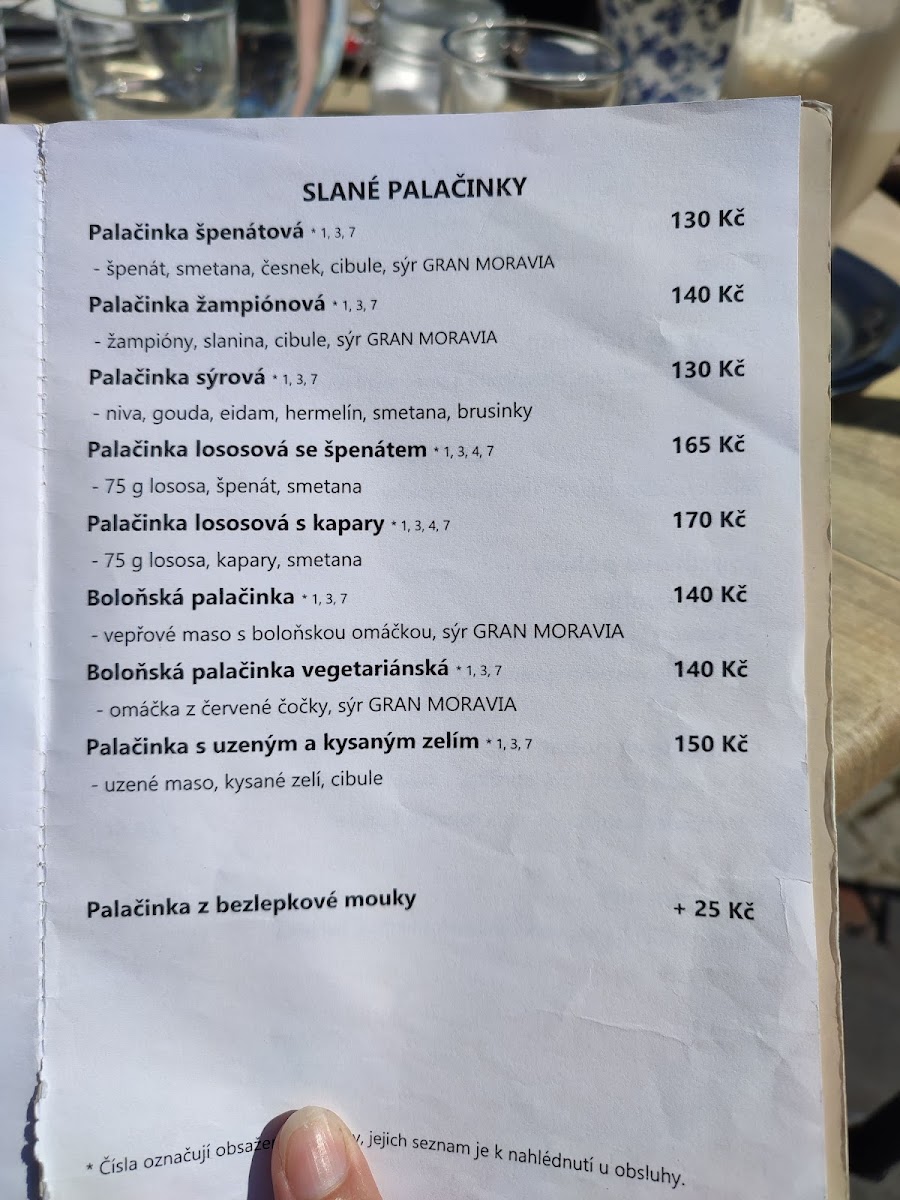 SLANÉ PALAČINKY
Palačinka špenátová * 1, 3, 7 130 Kč
- špenát, smetana, česnek, cibule, sýr GRAN MORAVIA
Palačinka žampiónová * 1, 3, 7 140 Kč
- žampióny, slanina, cibule, sýr GRAN MORAVIA
Palačinka sýrová * 1, 3, 7 130 Kč
- niva, gouda, eidam, hermelín, smetana, brusinky
Palačinka lososová se špenátem * 1, 3, 4, 7 165 Kč
- 75 g lososa, špenát, smetana
Palačinka lososová s kapary * 1, 3, 4, 7 170 Kč
- 75 g lososa, kapary, smetana
Boloňská palačinka * 1, 3, 7 140 Kč
- vepřové maso s boloňskou omáčkou, sýr GRAN MORAVIA
Boloňská palačinka vegetariánská * 1, 3, 7 140 Kč
- omáčka z červené čočky, sýr GRAN MORAVIA
Palačinka s uzeným a kysaným zelím * 1, 3, 7 150 Kč
- uzené maso, kysané zelí, cibule
Palačinka z bezlepkové mouky + 25 Kč
* Čísla označují jejich seznam je k nahlédnutí u obsluhy.